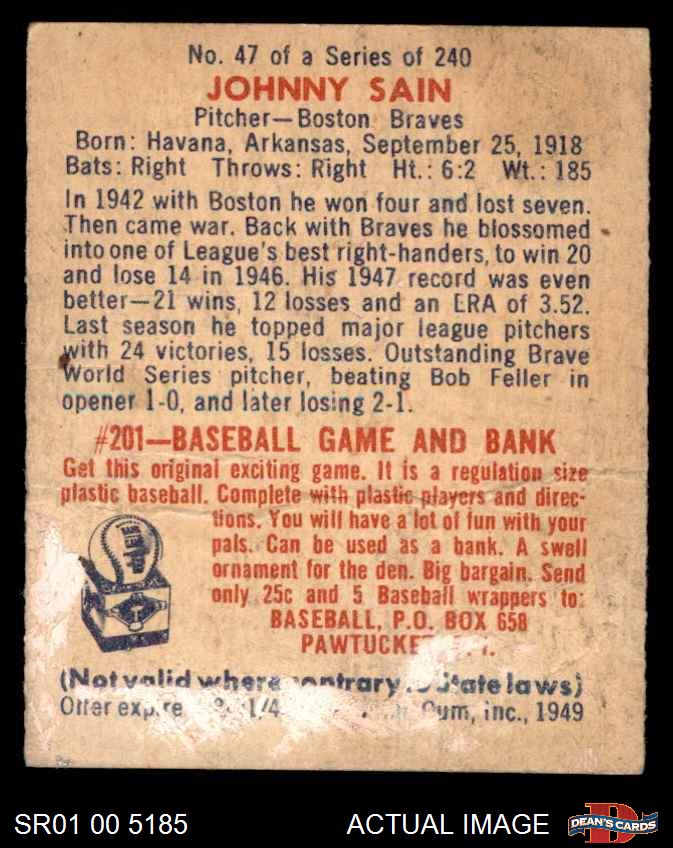 No. 47 of a Series of 240
JOHNNY SAIN
Pitcher—Boston Braves
Born: Havana, Arkansas, September 25, 1918
Bats: Right Throws: Right Ht.: 6:2 Wt.: 185
In 1942 with Boston he won four and lost seven.
Then came war. Back with Braves he blossomed
into one of League's best right-handers, to win 20
and lose 14 in 1946. His 1947 record was even
better—21 wins, 12 losses and an ERA of 3.52.
Last season he topped major league pitchers
with 24 victories, 15 losses. Outstanding Brave
World Series pitcher, beating Bob Feller in
opener 1-0, and later losing 2-1.
#201—BASEBALL GAME AND BANK
Get this original exciting game. It is a regulation size
plastic baseball. Complete with plastic players and direc-
tions. You will have a lot of fun with your
pals. Can be used as a bank. A swell
ornament for the den. Big bargain. Send
only 25c and 5 Baseball wrappers to:
BASEBALL, P.O. BOX 658
PAWTUCKE
(Not valid where contrary to State laws)
Offer expire Gum, Inc., 1949
SR01 00 5185
ACTUAL IMAGE
DEAN'S CARDS